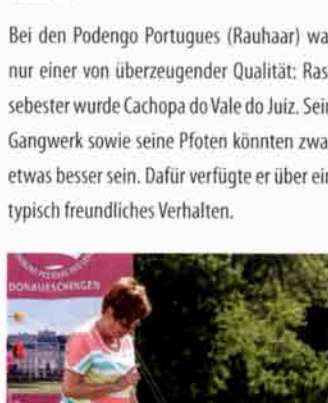 Bei den Podengo Portugues (Rauhaar) wa
nur einer von überzeugender Qualität: Ras
sebester wurde Cachopa do Vale do Juiz. Sein
Gangwerk sowie seine Pfoten könnten zwa
etwas besser sein. Dafür verfügte er über ein
typisch freundliches Verhalten.
DONAUESCHINGEN